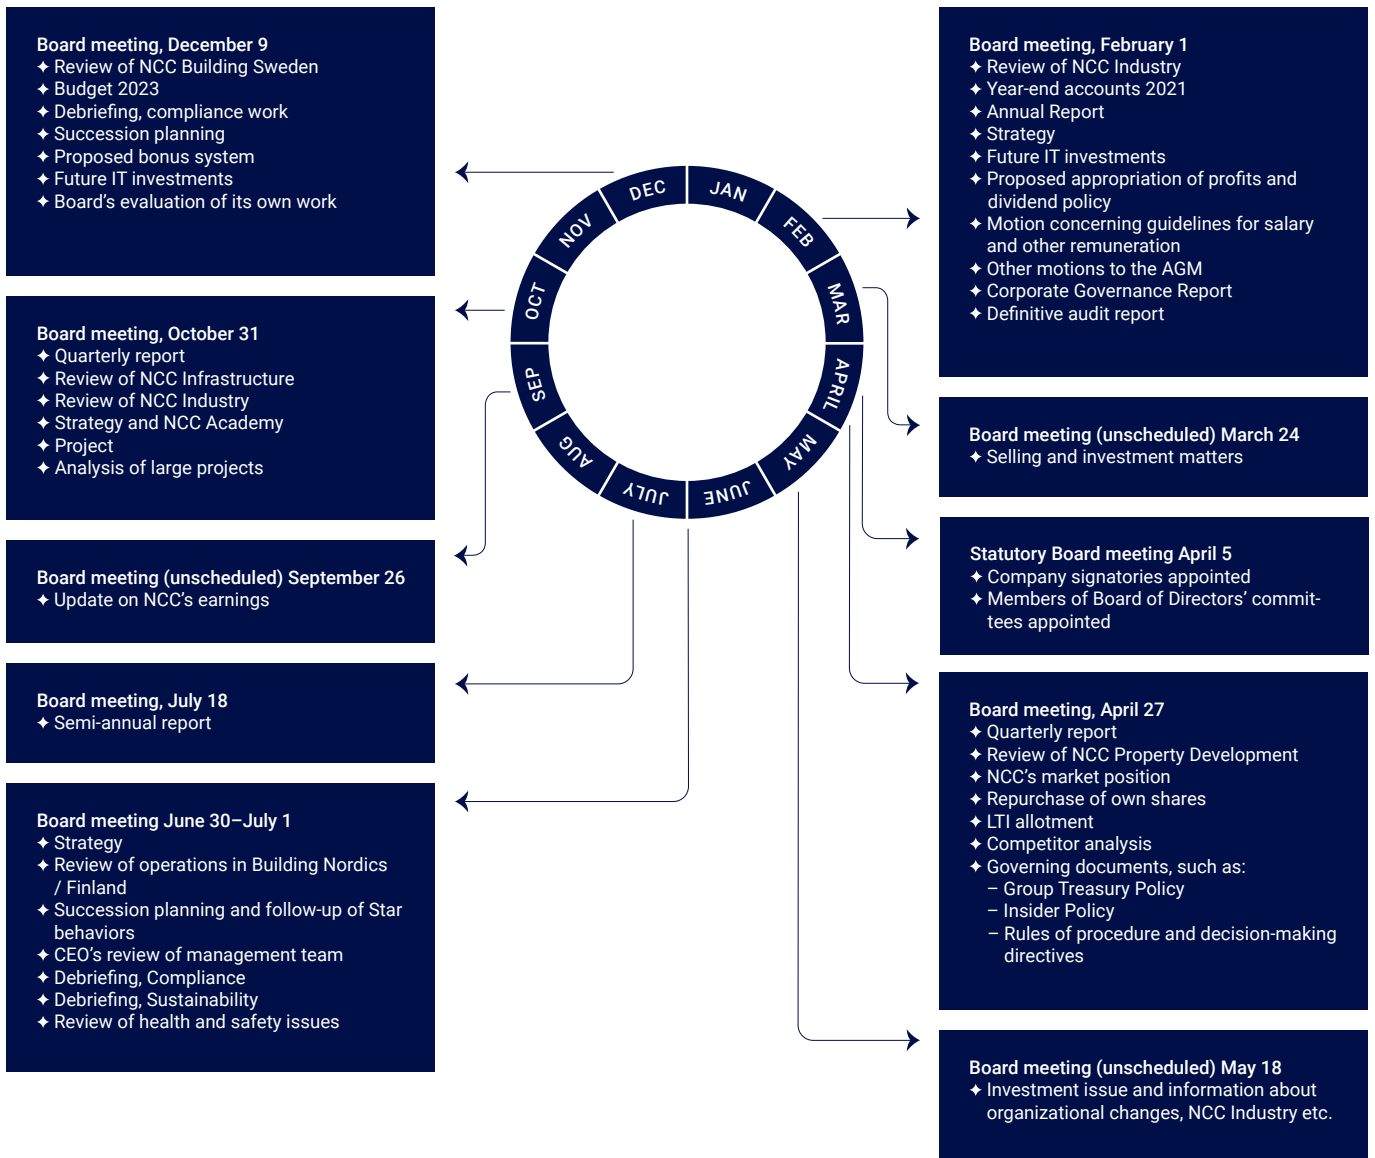 Board meeting, December 9
✦ Review of NCC Building Sweden
✦ Budget 2023
✦ Debriefing, compliance work
✦ Succession planning
✦ Proposed bonus system
✦ Future IT investments
✦ Board’s evaluation of its own work
Board meeting, October 31
✦ Quarterly report
✦ Review of NCC Infrastructure
✦ Review of NCC Industry
✦ Strategy and NCC Academy
✦ Project
✦ Analysis of large projects
Board meeting (unscheduled) September 26
✦ Update on NCC’s earnings
Board meeting, July 18
✦ Semi-annual report
Board meeting June 30–July 1
✦ Strategy
✦ Review of operations in Building Nordics
/ Finland
✦ Succession planning and follow-up of Star
behaviors
✦ CEO’s review of management team
✦ Debriefing, Compliance
✦ Debriefing, Sustainability
✦ Review of health and safety issues
JAN
FEB
MAR
APRIL
MAY
JUNE
JULY
AUG
SEP
OCT
NOV
DEC
Board meeting, February 1
✦ Review of NCC Industry
✦ Year-end accounts 2021
✦ Annual Report
✦ Strategy
✦ Future IT investments
✦ Proposed appropriation of profits and
dividend policy
✦ Motion concerning guidelines for salary
and other remuneration
✦ Other motions to the AGM
✦ Corporate Governance Report
✦ Definitive audit report
Board meeting (unscheduled) March 24
✦ Selling and investment matters
Statutory Board meeting April 5
✦ Company signatories appointed
✦ Members of Board of Directors’ commit-
tees appointed
Board meeting, April 27
✦ Quarterly report
✦ Review of NCC Property Development
✦ NCC’s market position
✦ Repurchase of own shares
✦ LTI allotment
✦ Competitor analysis
✦ Governing documents, such as:
– Group Treasury Policy
– Insider Policy
– Rules of procedure and decision-making
directives
Board meeting (unscheduled) May 18
✦ Investment issue and information about
organizational changes, NCC Industry etc.